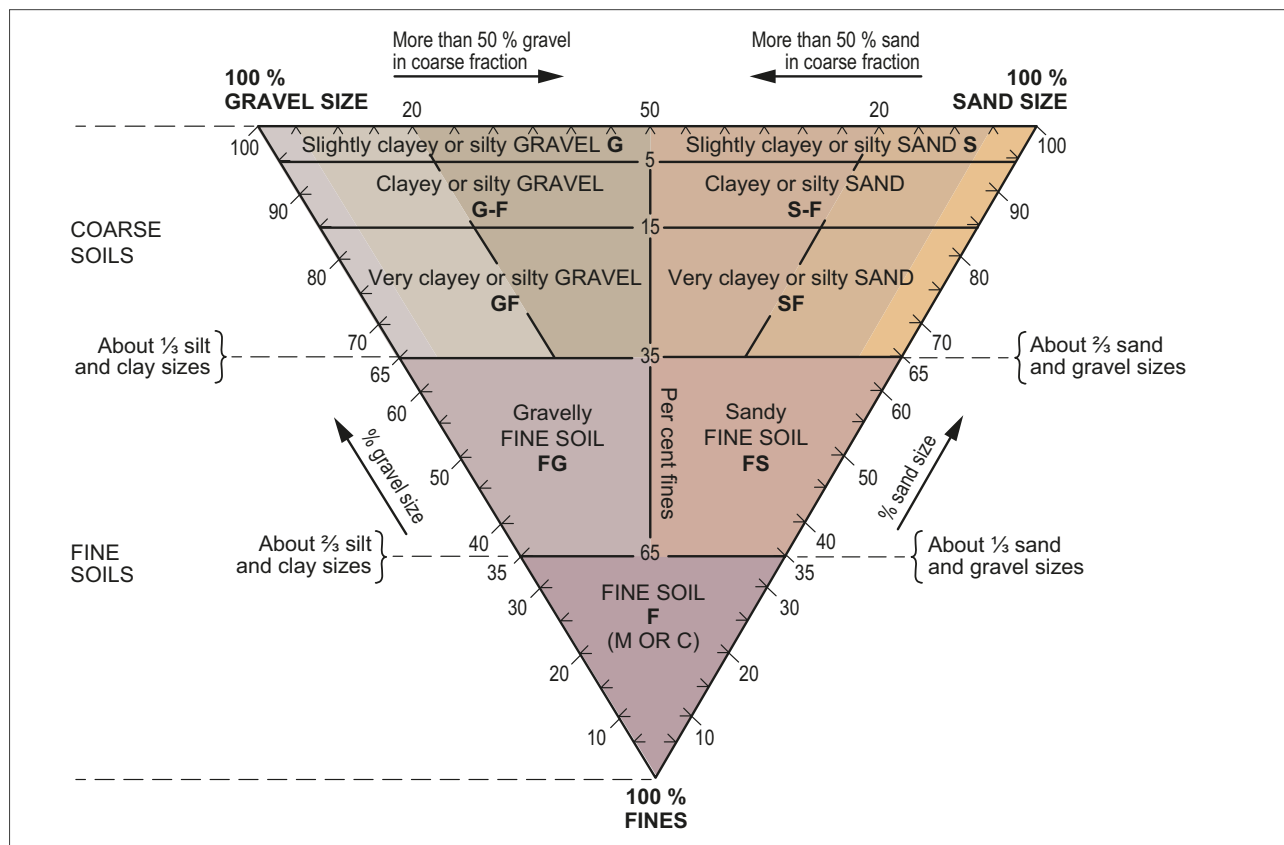 More than 50 % gravel
in coarse fraction
More than 50 % sand
in coarse fraction
100 %
GRAVEL SIZE
100 %
SAND SIZE
20
50
20
100
Slightly clayey or silty GRAVEL G
Slightly clayey or silty SAND S
100
5
Clayey or silty GRAVEL
G-F
Clayey or silty SAND
S-F
90
90
15
COARSE
SOILS
80
80
Very clayey or silty GRAVEL
GF
Very clayey or silty SAND
SF
70
70
About ⅓ silt
and clay sizes
35
About ⅔ sand
and gravel sizes
65
65
60
60
Gravelly
FINE SOIL
FG
Per cent fines
Sandy
FINE SOIL
FS
% gravel size
% sand size
50
50
40
40
About ⅔ silt
and clay sizes
65
About ⅓ sand
and gravel sizes
FINE
SOILS
35
35
30
30
FINE SOIL
F
(M OR C)
20
20
10
10
100 %
FINES